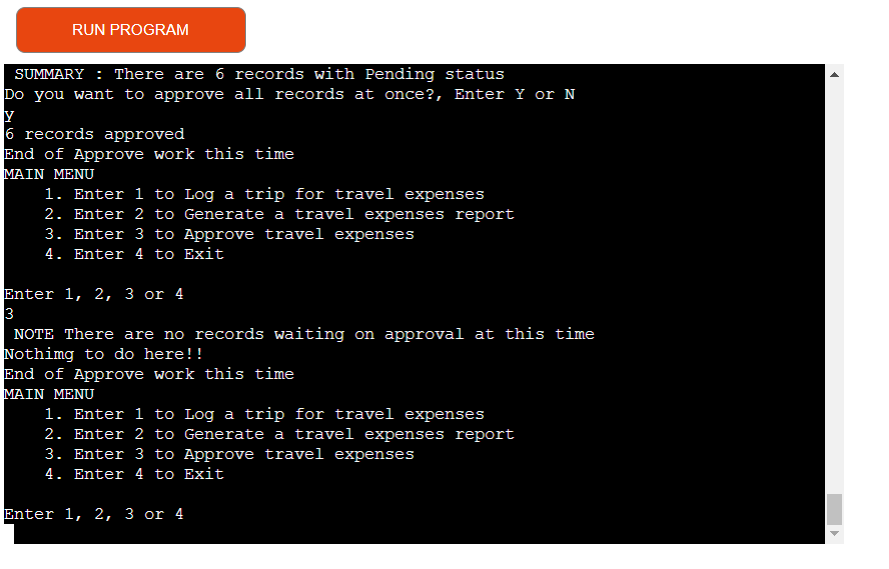 RUN PROGRAM
SUMMARY : There are 6 records with Pending status
Do you want to approve all records at once?, Enter Y or N
y
6 records approved
End of Approve work this time
MAIN MENU
1. Enter 1 to Log a trip for travel expenses
2. Enter 2 to Generate a travel expenses report
3. Enter 3 to Approve travel expenses
4. Enter 4 to Exit
Enter 1, 2, 3 or 4
3
NOTE There are no records waiting on approval at this time
Nothimg to do here!!
End of Approve work this time
MAIN MENU
1. Enter 1 to Log a trip for travel expenses
2. Enter 2 to Generate a travel expenses report
3. Enter 3 to Approve travel expenses
4. Enter 4 to Exit
Enter 1, 2, 3 or 4